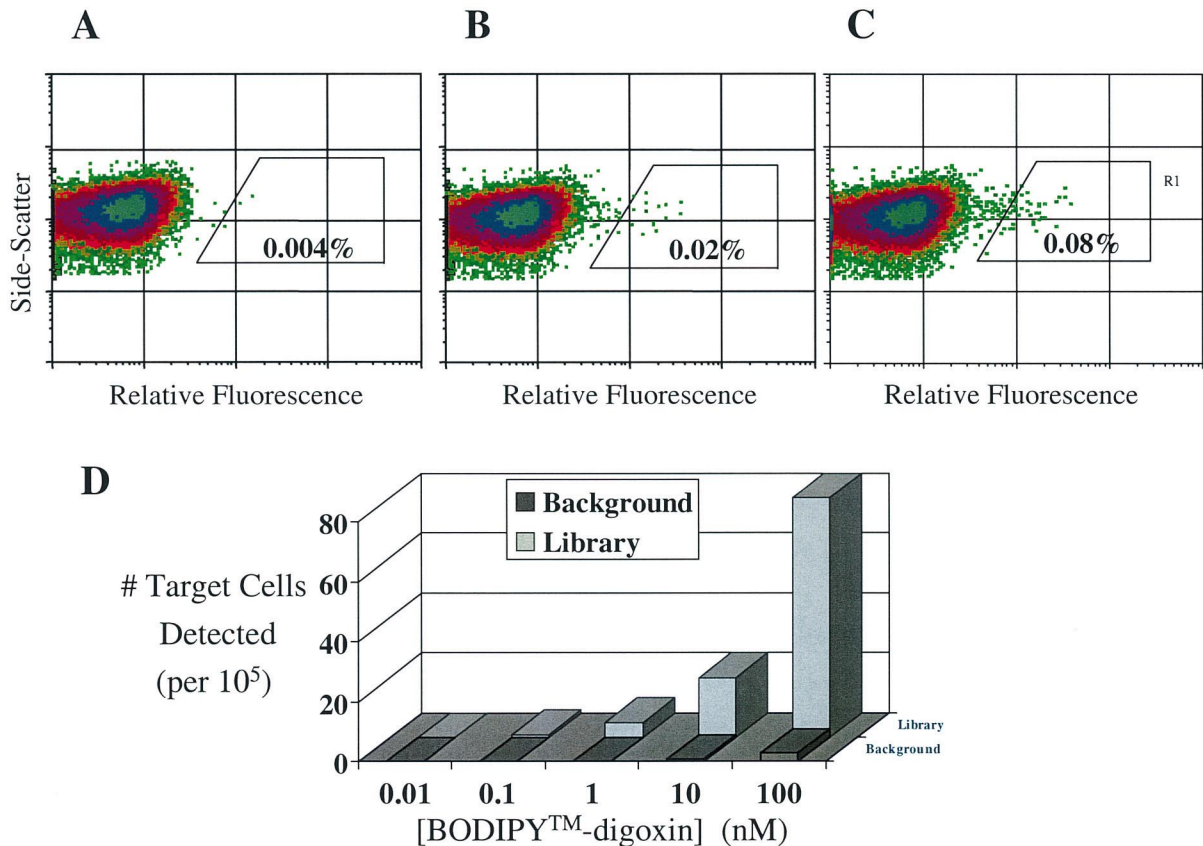 A
B
C
Side-Scatter
0.004%
0.02%
0.08%
R1
Relative Fluorescence
Relative Fluorescence
Relative Fluorescence
D
Background
Library
80
60
40
20
0
# Target Cells
Detected
(per 10⁵)
Library
Background
0.01 0.1 1 10 100
[BODIPY™-digoxin] (nM)